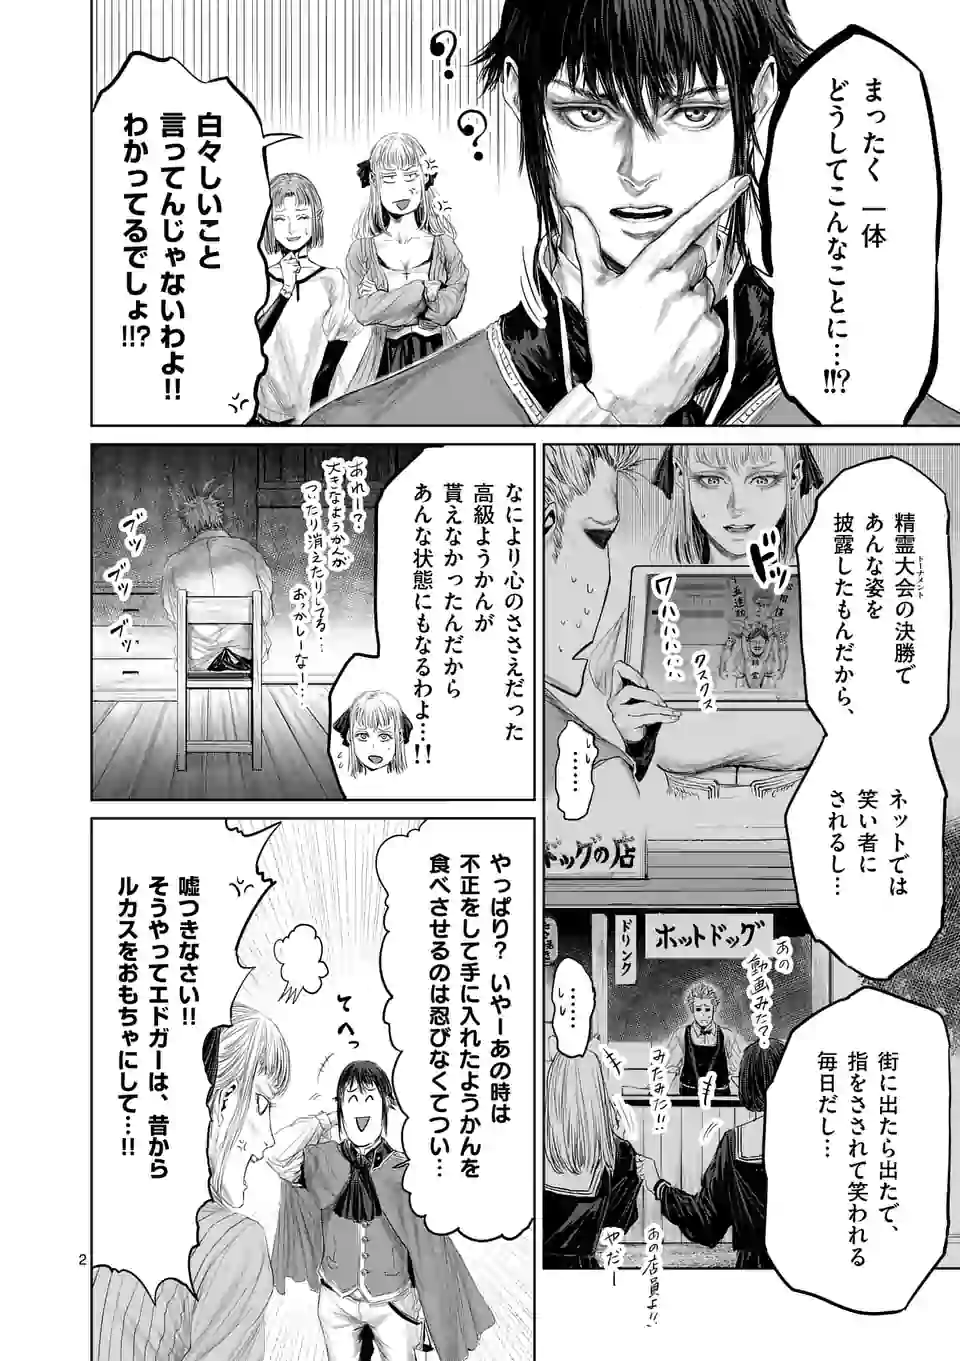 まったく 一体
どうしてこんなことに…!!?
?
?
白々しいこと
言ってんじゃないわよ!!
わかってるでしょ!!?
精霊大会の決勝で
トーナメント
あんな姿を
披露したもんだから、
ネットでは
笑い者に
されるし…
ドッ
ワハハハ…
クスクス
……
なにより心のささえだった
高級ようかんが
貰えなかったんだから
あんな状態にもなるわよ…!!
あれー?
大きなようかんが
ついたり消えたりしてる…
おっかしーなー…
ブツ
ブツ
ブツ
ドッグの店
ドリンク
ホットドッグ
……
あの
動画みた?
みたみた!!
あの店員よ!!
やだー
街に出たら出たで、
指をさされて笑われる
毎日だし…
やっぱり? いやーあの時は
不正をして手に入れたようかんを
食べさせるのは忍びなくてつい…
てへっ
嘘つきなさい!!
そうやってエドガーは、昔から
ルカスをおもちゃにして…!!
2